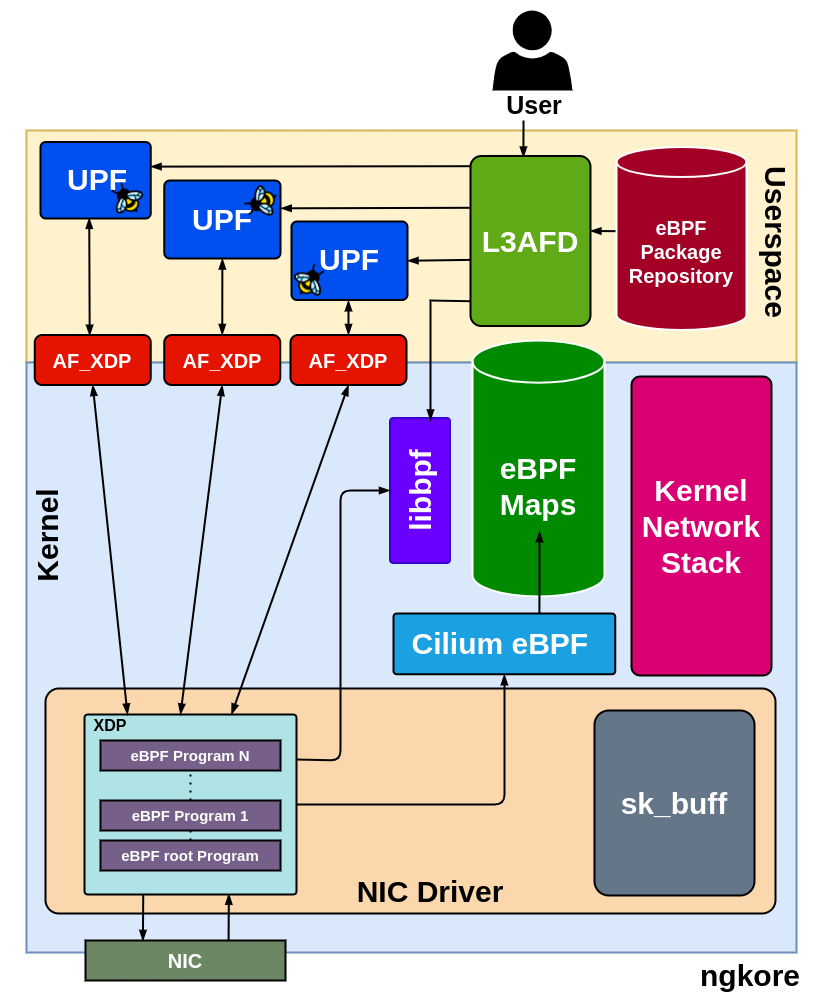 User
UPF
UPF
UPF
L3AFD
eBPF
Package
Repository
Userspace
AF_XDP
AF_XDP
AF_XDP
Kernel
libbpf
eBPF
Maps
Kernel
Network
Stack
Cilium eBPF
XDP
eBPF Program N
eBPF Program 1
eBPF root Program
sk_buff
NIC Driver
NIC
ngkore